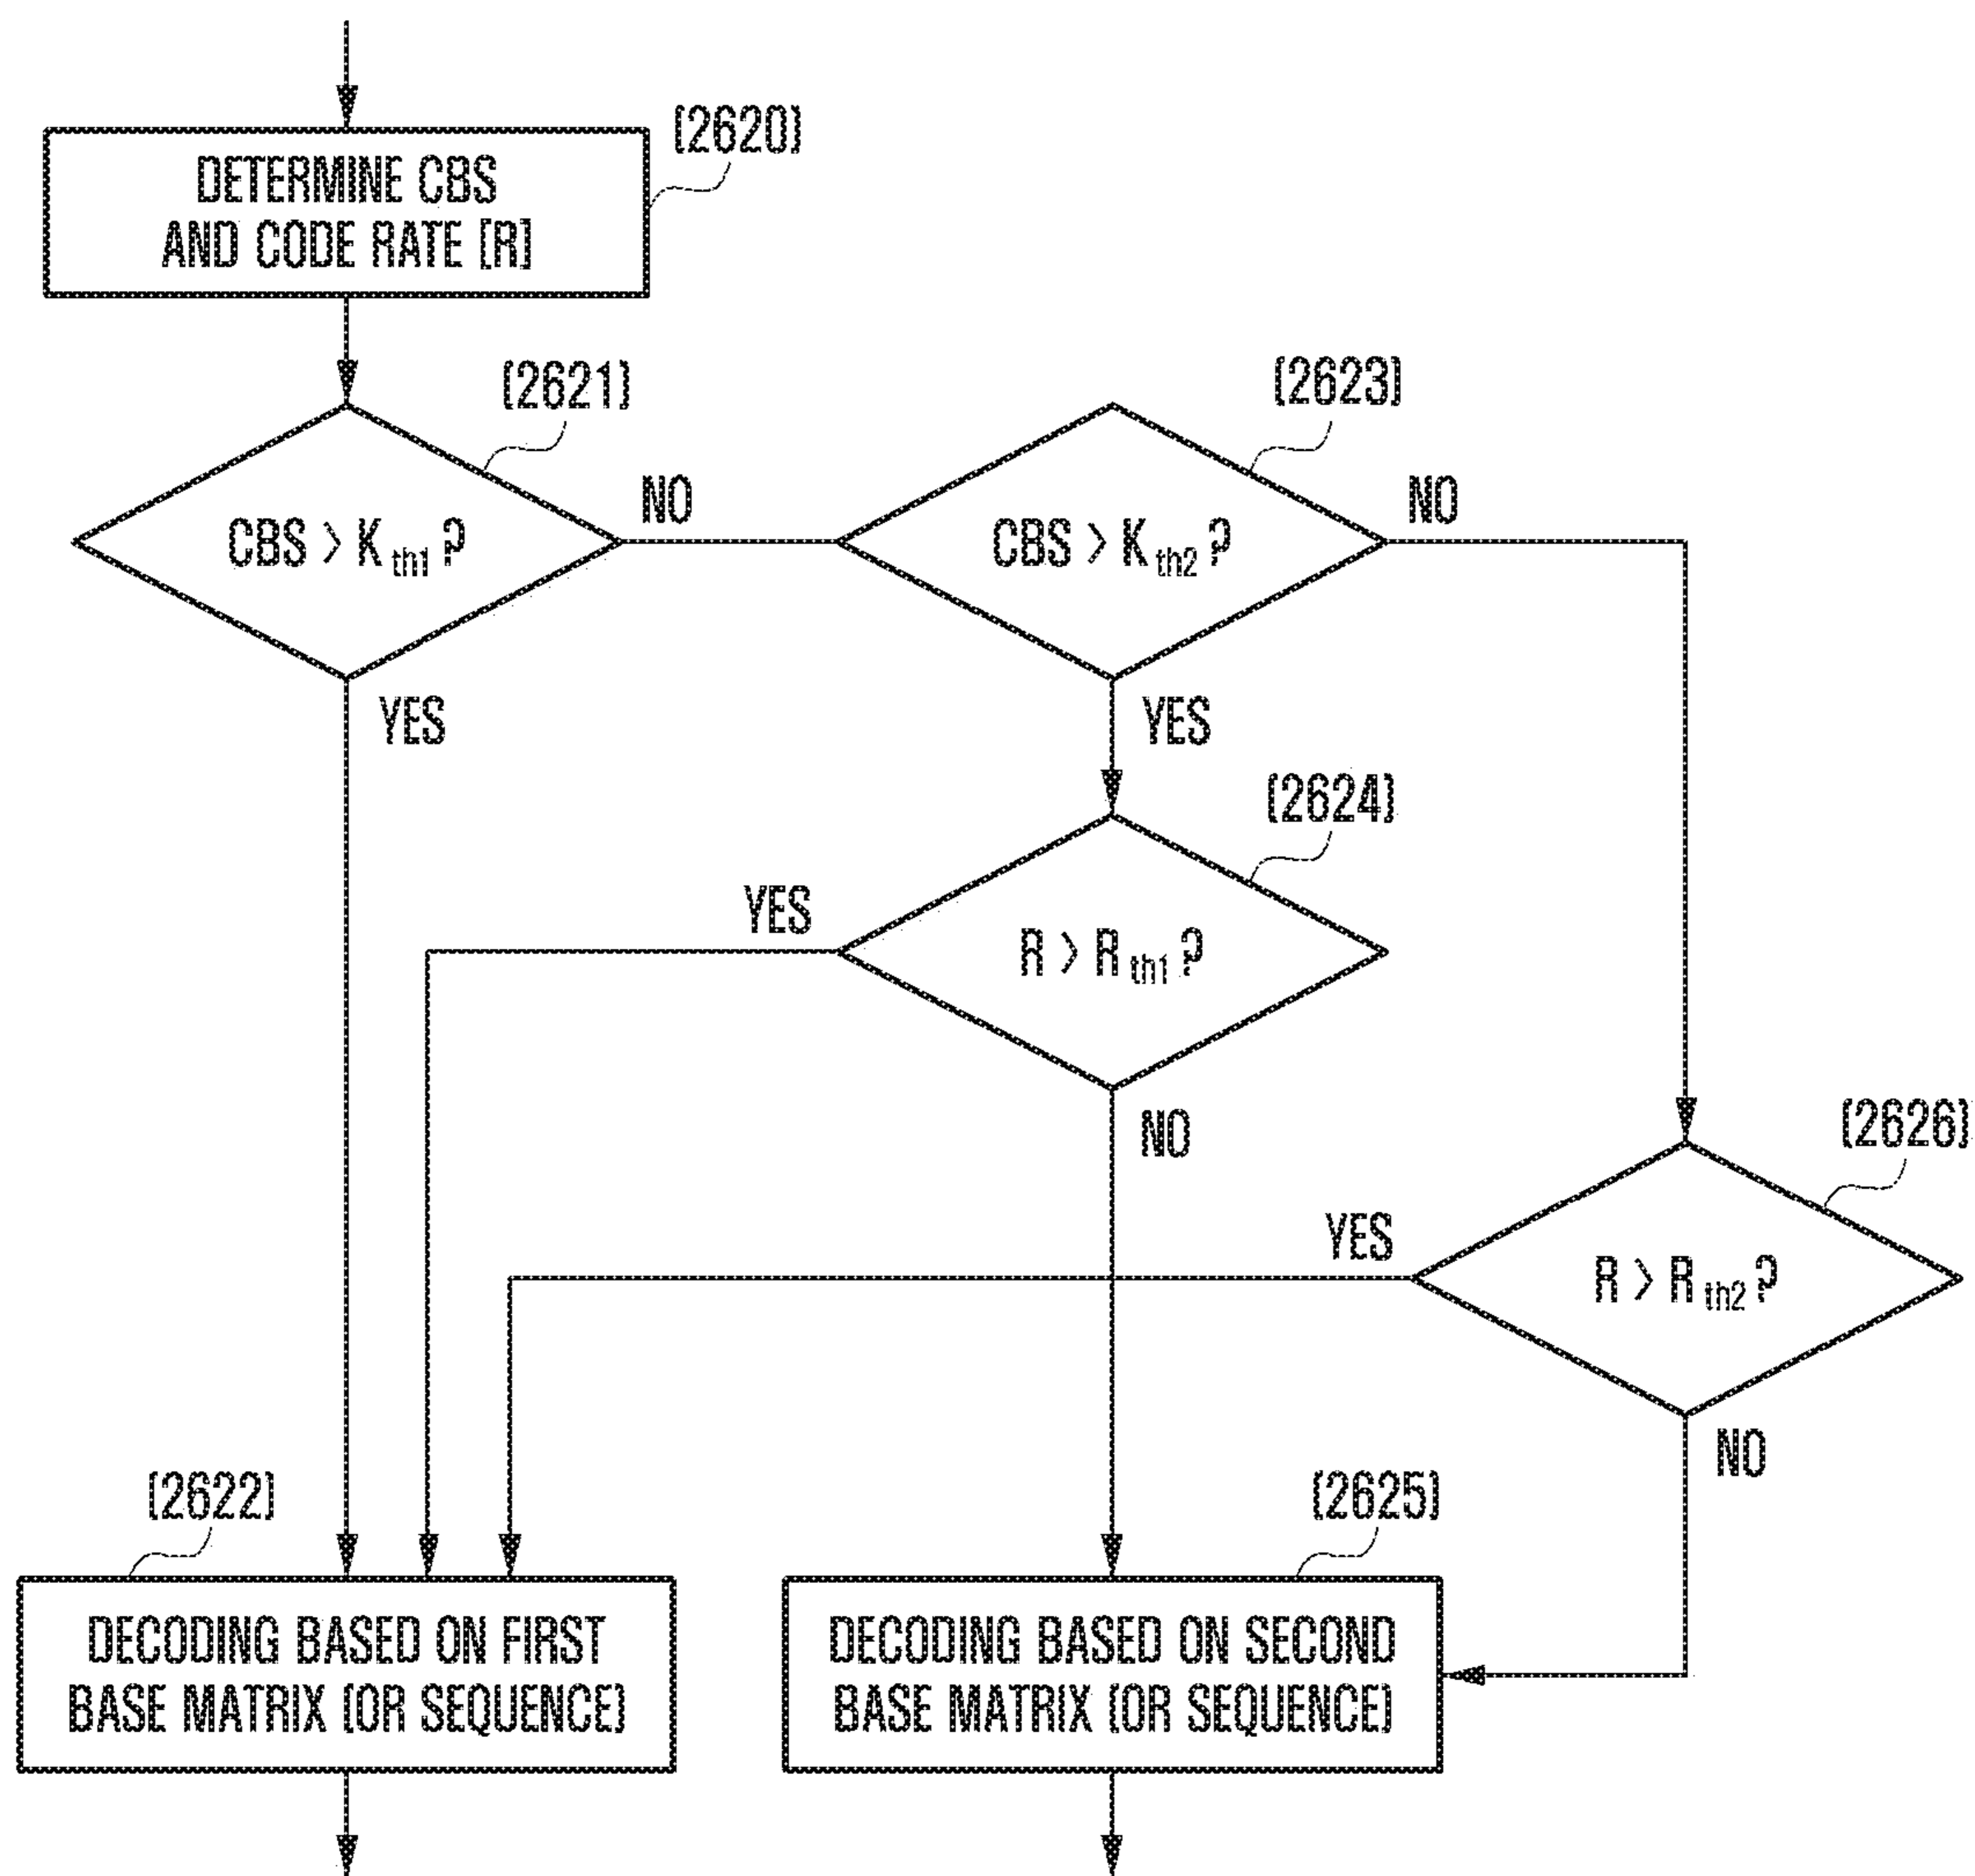 (2620)
DETERMINE CBS
AND CODE RATE (R)
(2621)
(2623)
CBS > Kth1 ?
NO
CBS > Kth2 ?
NO
YES
YES
(2624)
YES
R > Rth1 ?
NO
(2626)
YES
R > Rth2 ?
NO
(2622)
(2625)
DECODING BASED ON FIRST
BASE MATRIX (OR SEQUENCE)
DECODING BASED ON SECOND
BASE MATRIX (OR SEQUENCE)